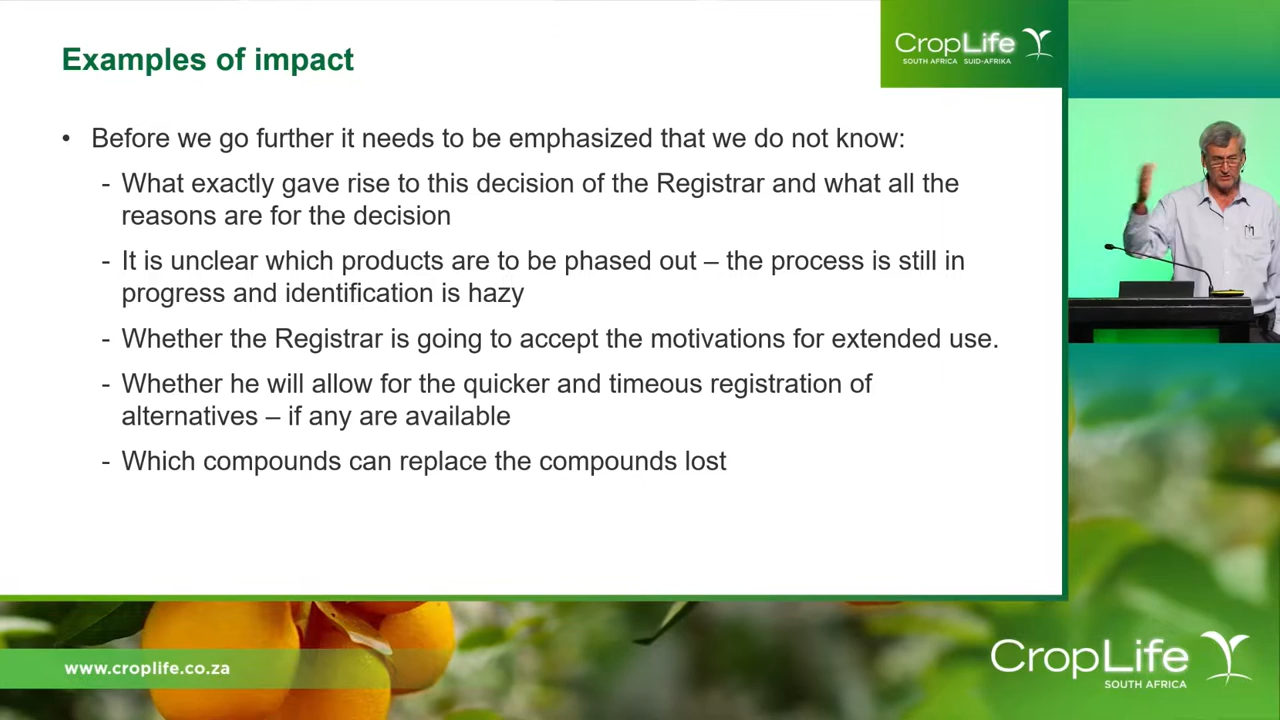 Examples of impact
CropLife
SOUTH AFRICA SUID-AFRIKA
• Before we go further it needs to be emphasized that we do not know:
- What exactly gave rise to this decision of the Registrar and what all the
reasons are for the decision
- It is unclear which products are to be phased out – the process is still in
progress and identification is hazy
- Whether the Registrar is going to accept the motivations for extended use.
- Whether he will allow for the quicker and timeous registration of
alternatives – if any are available
- Which compounds can replace the compounds lost
www.croplife.co.za
CropLife
SOUTH AFRICA